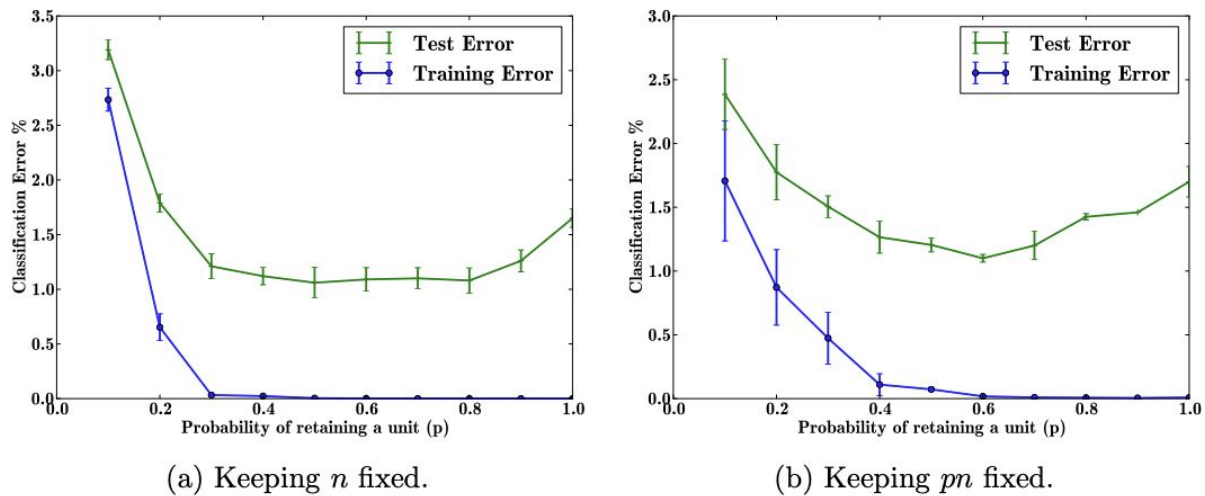 3.5
3.0
2.5
2.0
1.5
1.0
0.5
0.0
Classification Error %
Test Error
Training Error
0.0 0.2 0.4 0.6 0.8 1.0
Probability of retaining a unit (p)
(a) Keeping n fixed.
3.0
2.5
2.0
1.5
1.0
0.5
0.0
Classification Error %
Test Error
Training Error
0.0 0.2 0.4 0.6 0.8 1.0
Probability of retaining a unit (p)
(b) Keeping pn fixed.